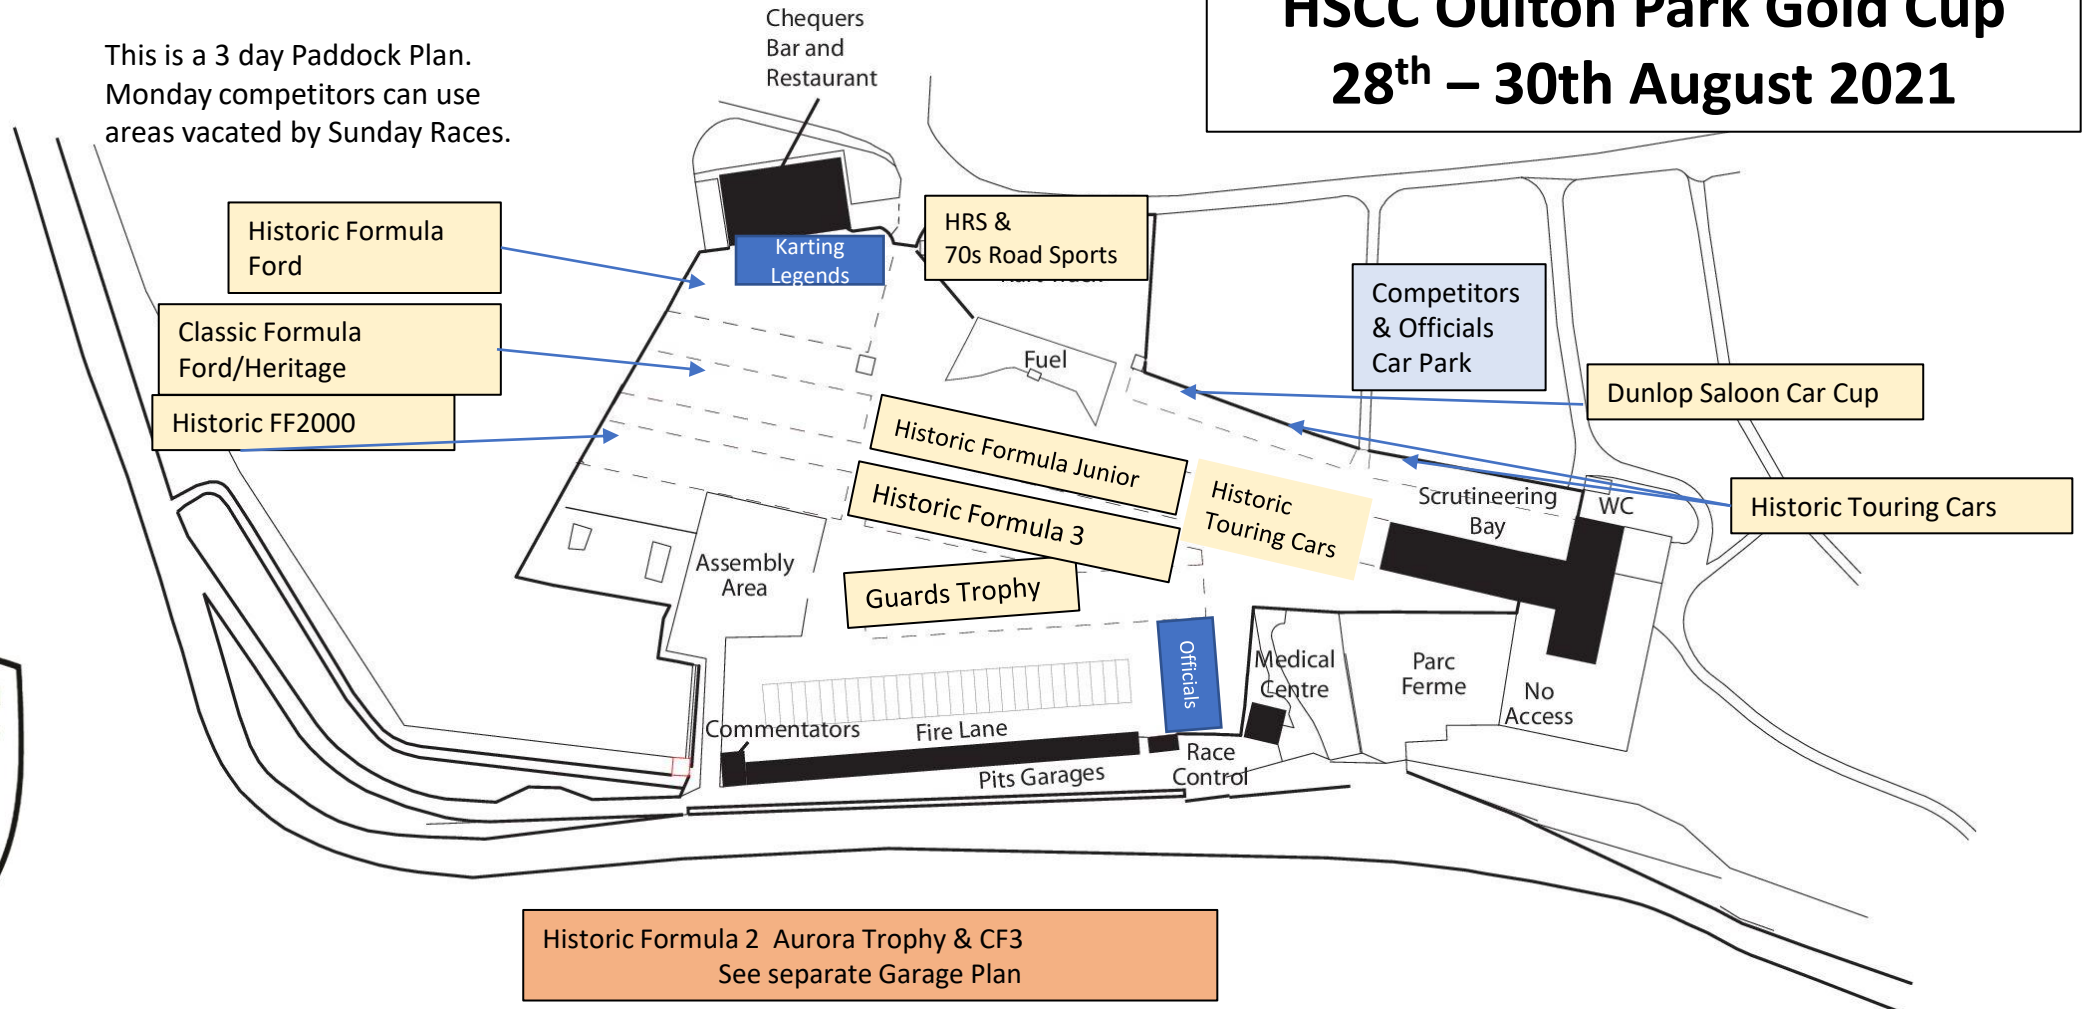 HSCC Oulton Park Gold Cup
28th – 30th August 2021
This is a 3 day Paddock Plan.
Monday competitors can use
areas vacated by Sunday Races.
Chequers
Bar and
Restaurant
Historic Formula
Ford
Karting
Legends
HRS &
70s Road Sports
Competitors
& Officials
Car Park
Classic Formula
Ford/Heritage
Fuel
Dunlop Saloon Car Cup
Historic FF2000
Historic Formula Junior
Historic Formula 3
Historic
Touring Cars
Scrutineering
Bay
WC
Historic Touring Cars
Assembly
Area
Guards Trophy
Officials
Medical
Centre
Parc
Ferme
No
Access
Commentators
Fire Lane
Pits Garages
Race
Control
Historic Formula 2 Aurora Trophy & CF3
See separate Garage Plan